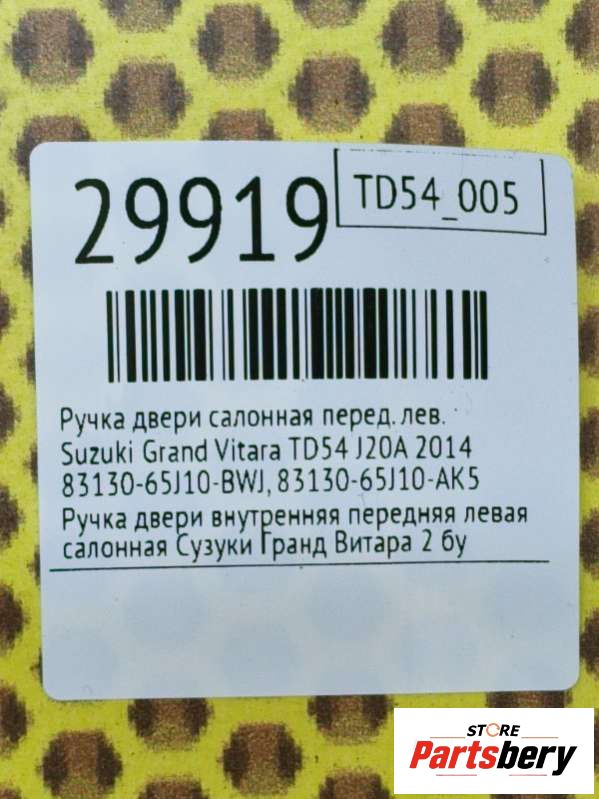 29919
TD54_005
Ручка двери салонная перед. лев.
Suzuki Grand Vitara TD54 J20A 2014
83130-65J10-BWJ, 83130-65J10-AK5
Ручка двери внутренняя передняя левая
салонная Сузуки Гранд Витара 2 бу
STORE
Partsbery